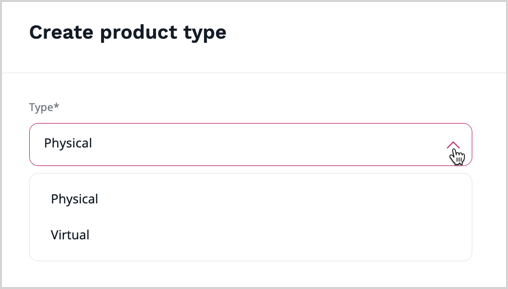 Create product type
Type*
Physical
Physical
Virtual